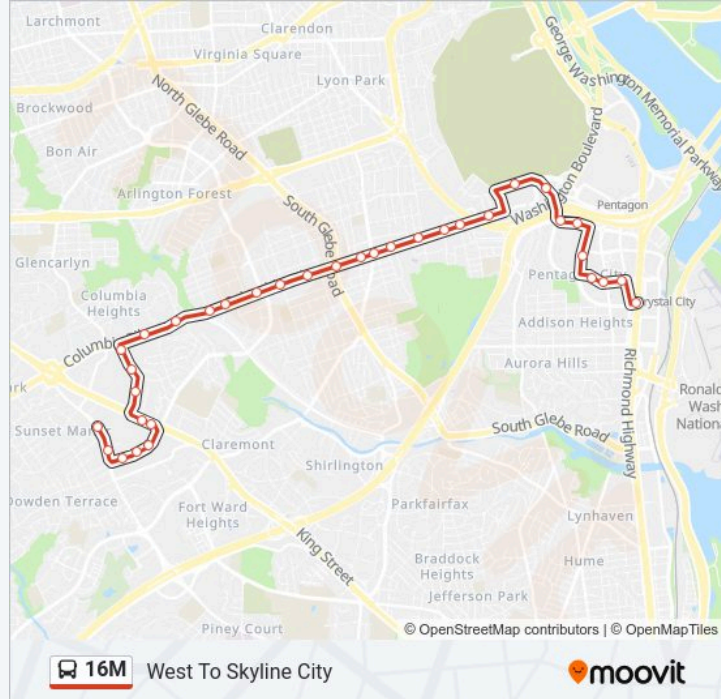 Larchmont
Clarendon
Virginia Square
George Washington Memorial Parkway
Lyon Park
North Glebe Road
Brockwood
Bon Air
Washington Boulevard
Arlington Forest
South Glebe Road
Pentagon
Glencarlyn
Pentagon City
Columbia
Heights
Crystal City
Addison Heights
Columbia Pi
Aurora Hills
Richmond Highway
ark
Ronald
Wash
Nationa
Sunset Man
South Glebe Road
Claremont
Shirlington
Dowden Terrace
Fort Ward
Heights
Parkfairfax
Lynhaven
King Street
Braddock
Heights
Hume
Jefferson Park
Piney Court
© OpenStreetMap contributors | © OpenMapTiles
16M West To Skyline City
moovit